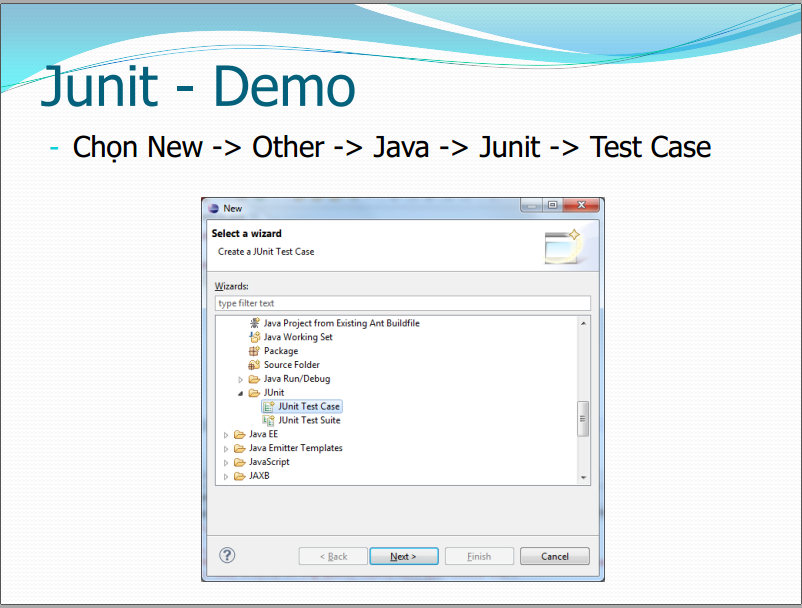 Junit - Demo
- Chọn New -> Other -> Java -> Junit -> Test Case
New
Select a wizard
Create a JUnit Test Case
Wizards:
type filter text
Java Project from Existing Ant Buildfile
Java Working Set
Package
Source Folder
Java Run/Debug
JUnit
JUnit Test Case
JUnit Test Suite
Java EE
Java Emitter Templates
JavaScript
JAXB
? < Back Next > Finish Cancel